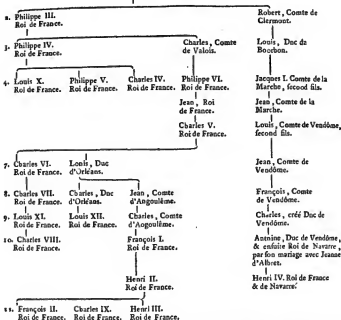 2. Philippe III.
Roi de France.
Robert, Comte de
Clermont.
3. Philippe IV.
Roi de France.
Charles, Comte
de Valois.
Louis, Duc de
Bourbon.
4. Louis X.
Roi de France.
Philippe V.
Roi de France.
Charles IV.
Roi de France.
Philippe VI.
Roi de France.
Jacques I. Comte de la
Marche, second fils.
Jean, Roi
de France.
Jean, Comte de la
Marche.
Charles V.
Roi de France.
Louis, Comte de Vendôme,
second fils.
7. Charles VI.
Roi de France.
Louis, Duc
d'Orléans.
Jean, Comte de
Vendôme.
8. Charles VII.
Roi de France.
Charles, Duc
d'Orléans.
Jean, Comte
d'Angoulême.
François, Comte
de Vendôme.
9. Louis XI.
Roi de France.
Louis XII.
Roi de France.
Charles, Comte
d'Angoulême.
Charles, créé Duc de
Vendôme.
10. Charles VIII.
Roi de France.
François I.
Roi de France.
Antoine, Duc de Vendôme,
& ensuite Roi de Navarre,
par son mariage avec Jeanne
d'Albret.
Henri II.
Roi de France.
Henri IV. Roi de France
& de Navarre.
11. François II.
Roi de France.
Charles IX.
Roi de France.
Henri III.
Roi de France.